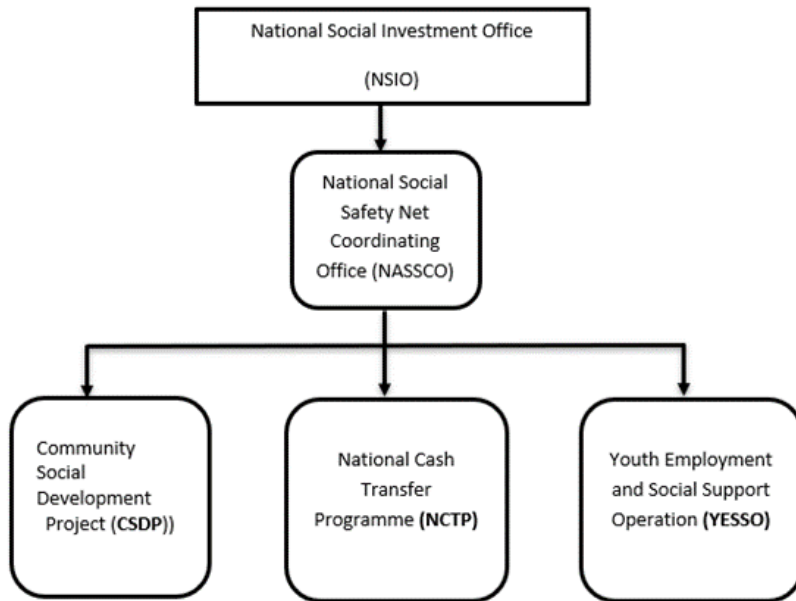 National Social Investment Office
(NSIO)
National Social
Safety Net
Coordinating
Office (NASSCO)
Community
Social
Development
Project (CSDP))
National Cash
Transfer
Programme (NCTP)
Youth Employment
and Social Support
Operation (YESSO)